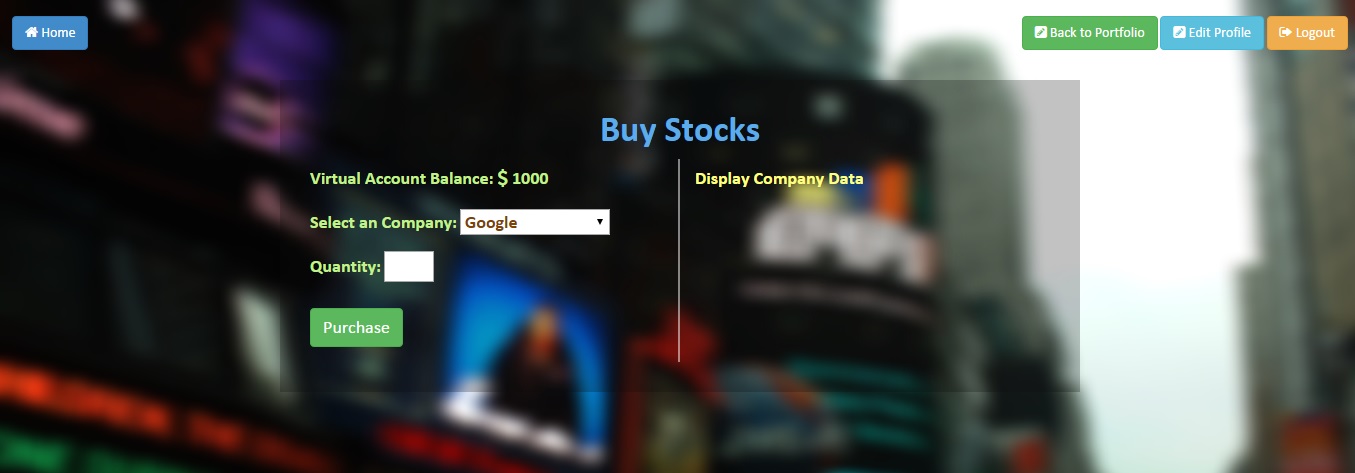 Home
Back to Portfolio
Edit Profile
Logout
Buy Stocks
Virtual Account Balance: $ 1000
Display Company Data
Select an Company: Google
Quantity:
Purchase